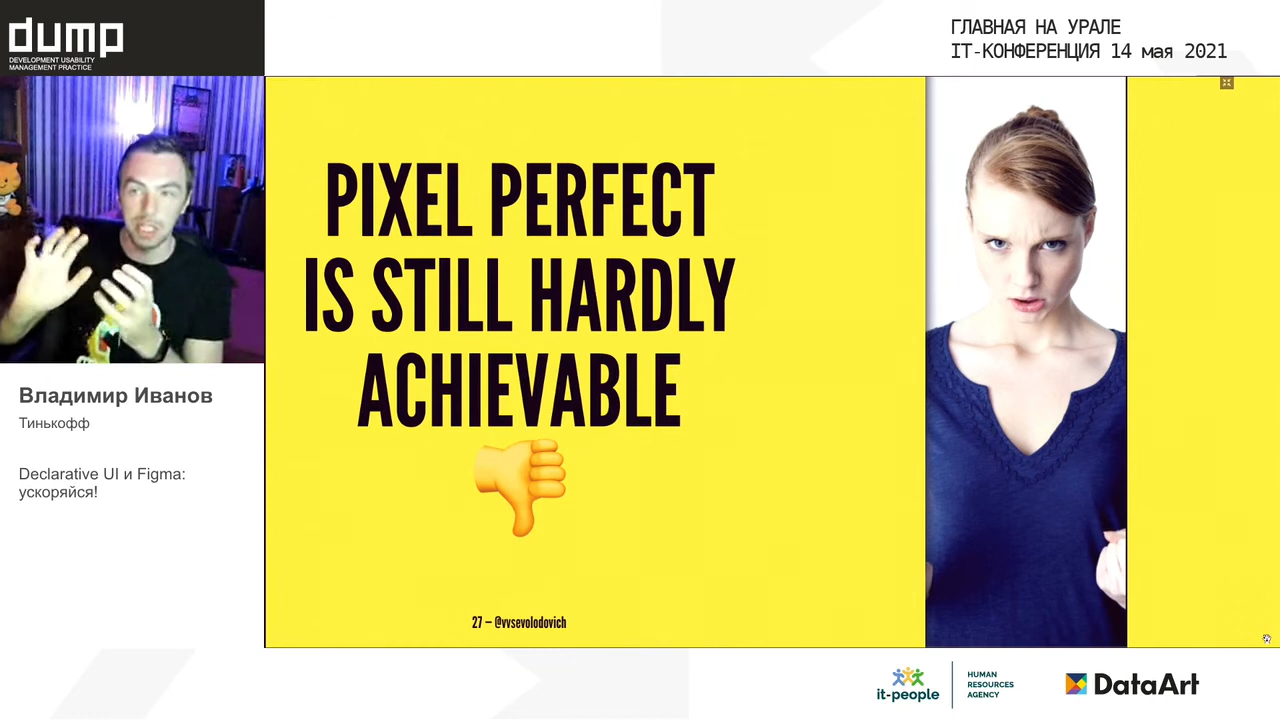 dump
DEVELOPMENT USABILITY
MANAGEMENT PRACTICE
ГЛАВНАЯ НА УРАЛЕ
IT-КОНФЕРЕНЦИЯ 14 мая 2021
PIXEL PERFECT
IS STILL HARDLY
ACHIEVABLE
27 – @vvsevolodovich
Владимир Иванов
Тинькофф
Declarative UI и Figma:
ускоряйся!
it-people
HUMAN
RESOURCES
AGENCY
DataArt